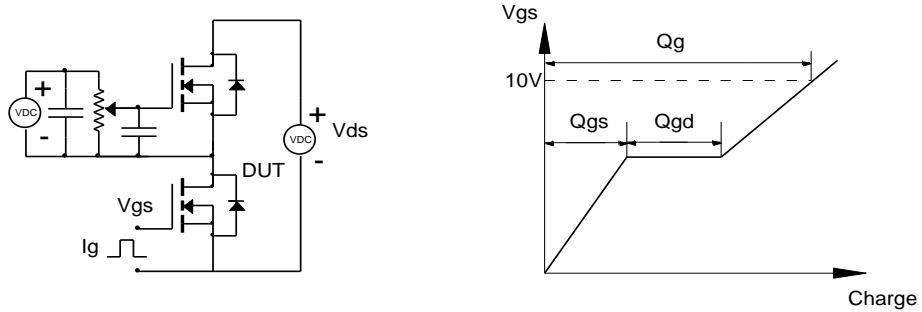 +
VDC
-
+
VDC
-
Vds
DUT
Vgs
Ig
Vgs
Qg
10V
Qgs
Qgd
Charge